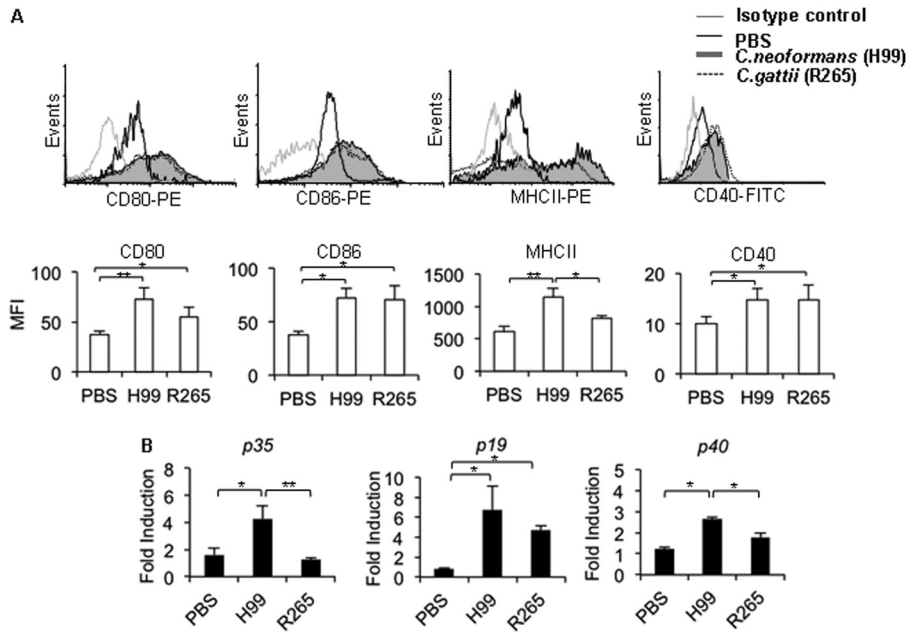 A
Isotype control
PBS
C.neoformans (H99)
C.gattii (R265)
Events
Events
Events
Events
CD80-PE
CD86-PE
MHCII-PE
CD40-FITC
CD80
CD86
MHCII
CD40
MFI
100
50
0
**
*
PBS H99 R265
100
50
0
*
*
PBS H99 R265
1500
1000
500
0
**
*
PBS H99 R265
20
10
0
*
*
PBS H99 R265
B
p35
p19
p40
Fold Induction
8
6
4
2
0
*
**
PBS H99 R265
Fold Induction
10
8
6
4
2
0
*
*
PBS H99 R265
Fold Induction
5
4
3
2
1
0
*
*
PBS H99 R265